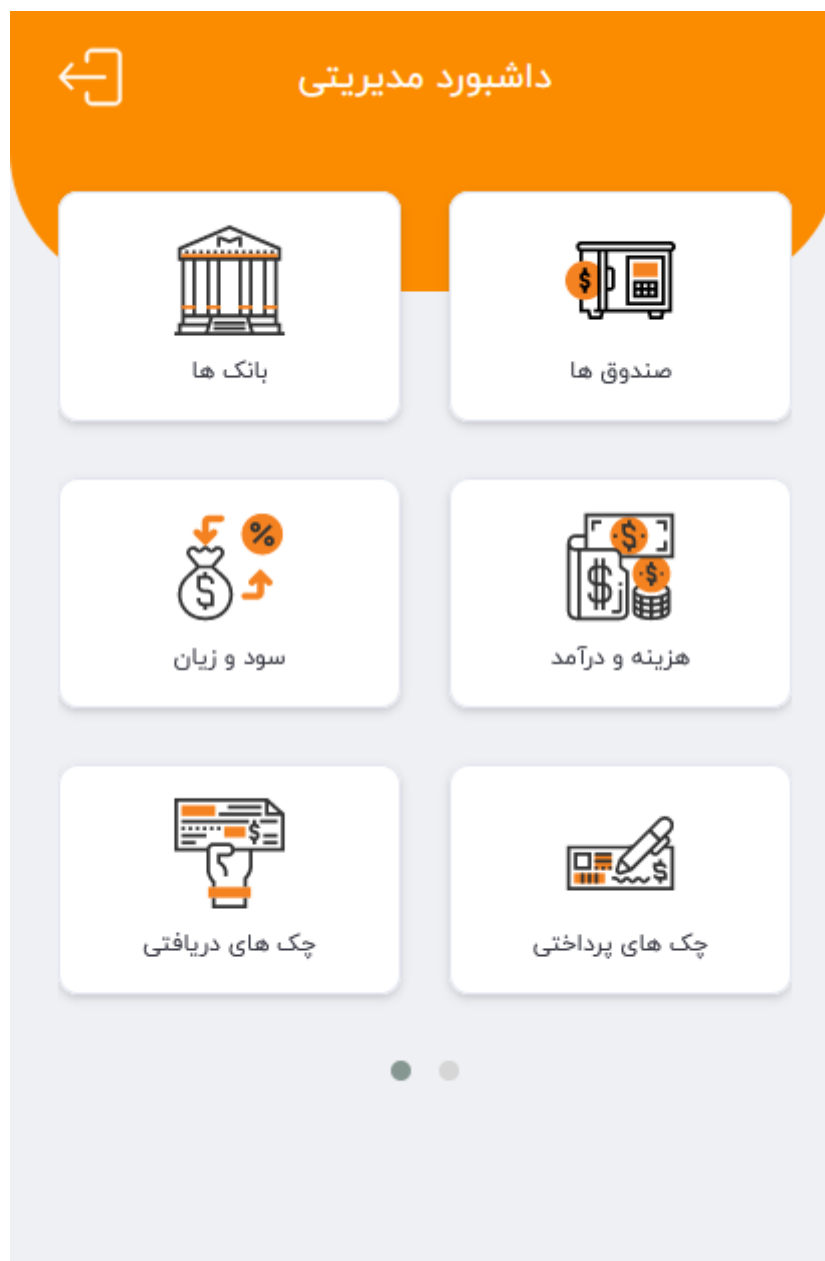 داشبورد مدیریتی
صندوق ها
بانک ها
هزینه و درآمد
سود و زیان
چک های پرداختی
چک های دریافتی